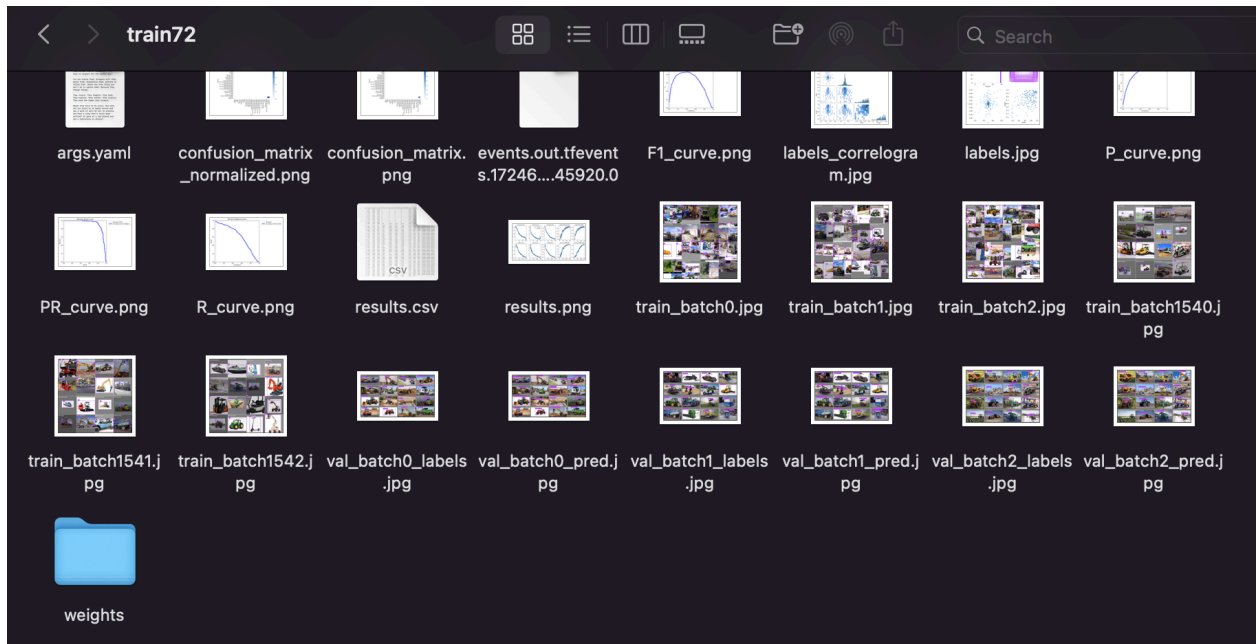 train72
Search
args.yaml
confusion_matrix
_normalized.png
confusion_matrix.
png
events.out.tfevent
s.17246....45920.0
F1_curve.png
labels_correlogra
m.jpg
labels.jpg
P_curve.png
CSV
PR_curve.png
R_curve.png
results.csv
results.png
train_batch0.jpg
train_batch1.jpg
train_batch2.jpg
train_batch1540.j
pg
train_batch1541.j
pg
train_batch1542.j
pg
val_batch0_labels
.jpg
val_batch0_pred.j
pg
val_batch1_labels
.jpg
val_batch1_pred.j
pg
val_batch2_labels
.jpg
val_batch2_pred.j
pg
weights